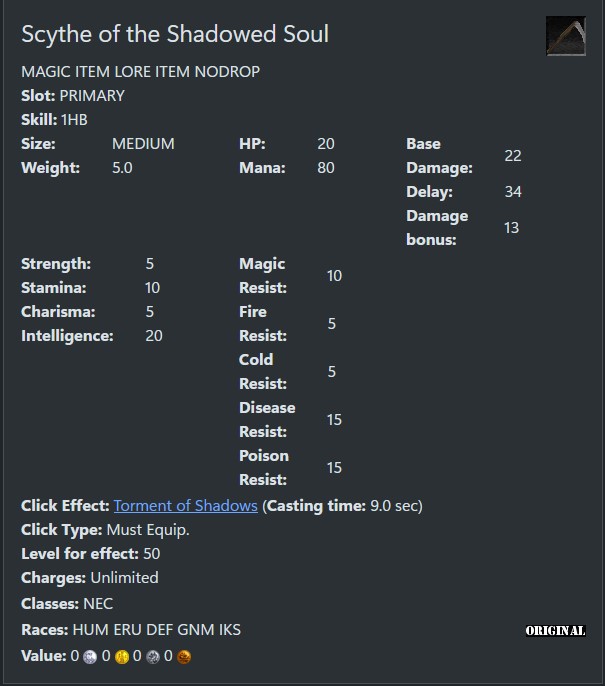 Scythe of the Shadowed Soul
MAGIC ITEM LORE ITEM NODROP
Slot: PRIMARY
Skill: 1HB
Size: MEDIUM HP: 20 Base Damage: 22
Weight: 5.0 Mana: 80 Delay: 34
Damage bonus: 13
Strength: 5 Magic Resist: 10
Stamina: 10 Fire Resist: 5
Charisma: 5 Cold Resist: 5
Intelligence: 20 Disease Resist: 15
Poison Resist: 15
Click Effect: Torment of Shadows (Casting time: 9.0 sec)
Click Type: Must Equip.
Level for effect: 50
Charges: Unlimited
Classes: NEC
Races: HUM ERU DEF GNM IKS
ORIGINAL
Value: 0 0 0 0